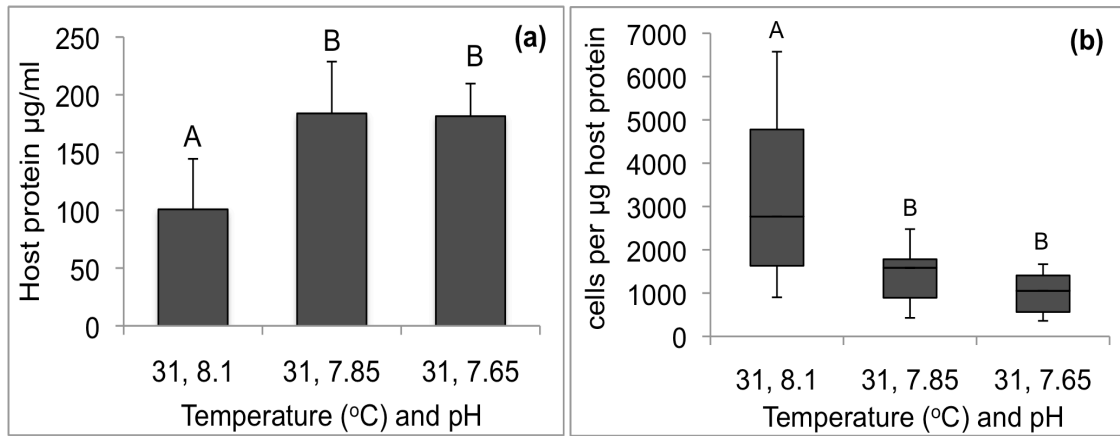 (a)
Host protein µg/ml
250
200
150
100
50
0
A
B
B
31, 8.1
31, 7.85
31, 7.65
Temperature (°C) and pH
(b)
cells per µg host protein
7000
6000
5000
4000
3000
2000
1000
0
A
B
B
31, 8.1
31, 7.85
31, 7.65
Temperature (°C) and pH